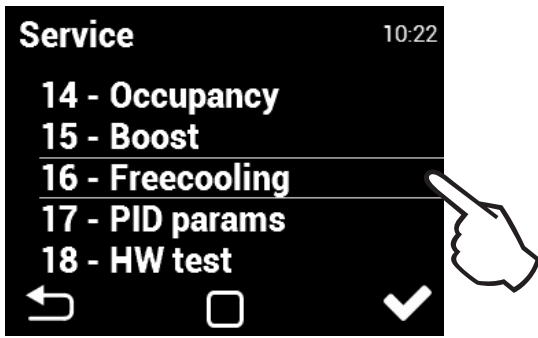 Service 10:22
14 - Occupancy
15 - Boost
16 - Freecooling
17 - PID params
18 - HW test